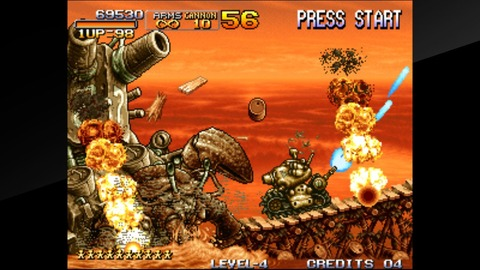 69530 ARMS CANNON 56 PRESS START
1UP-98 ∞ 10
LEVEL-4 CREDITS 04